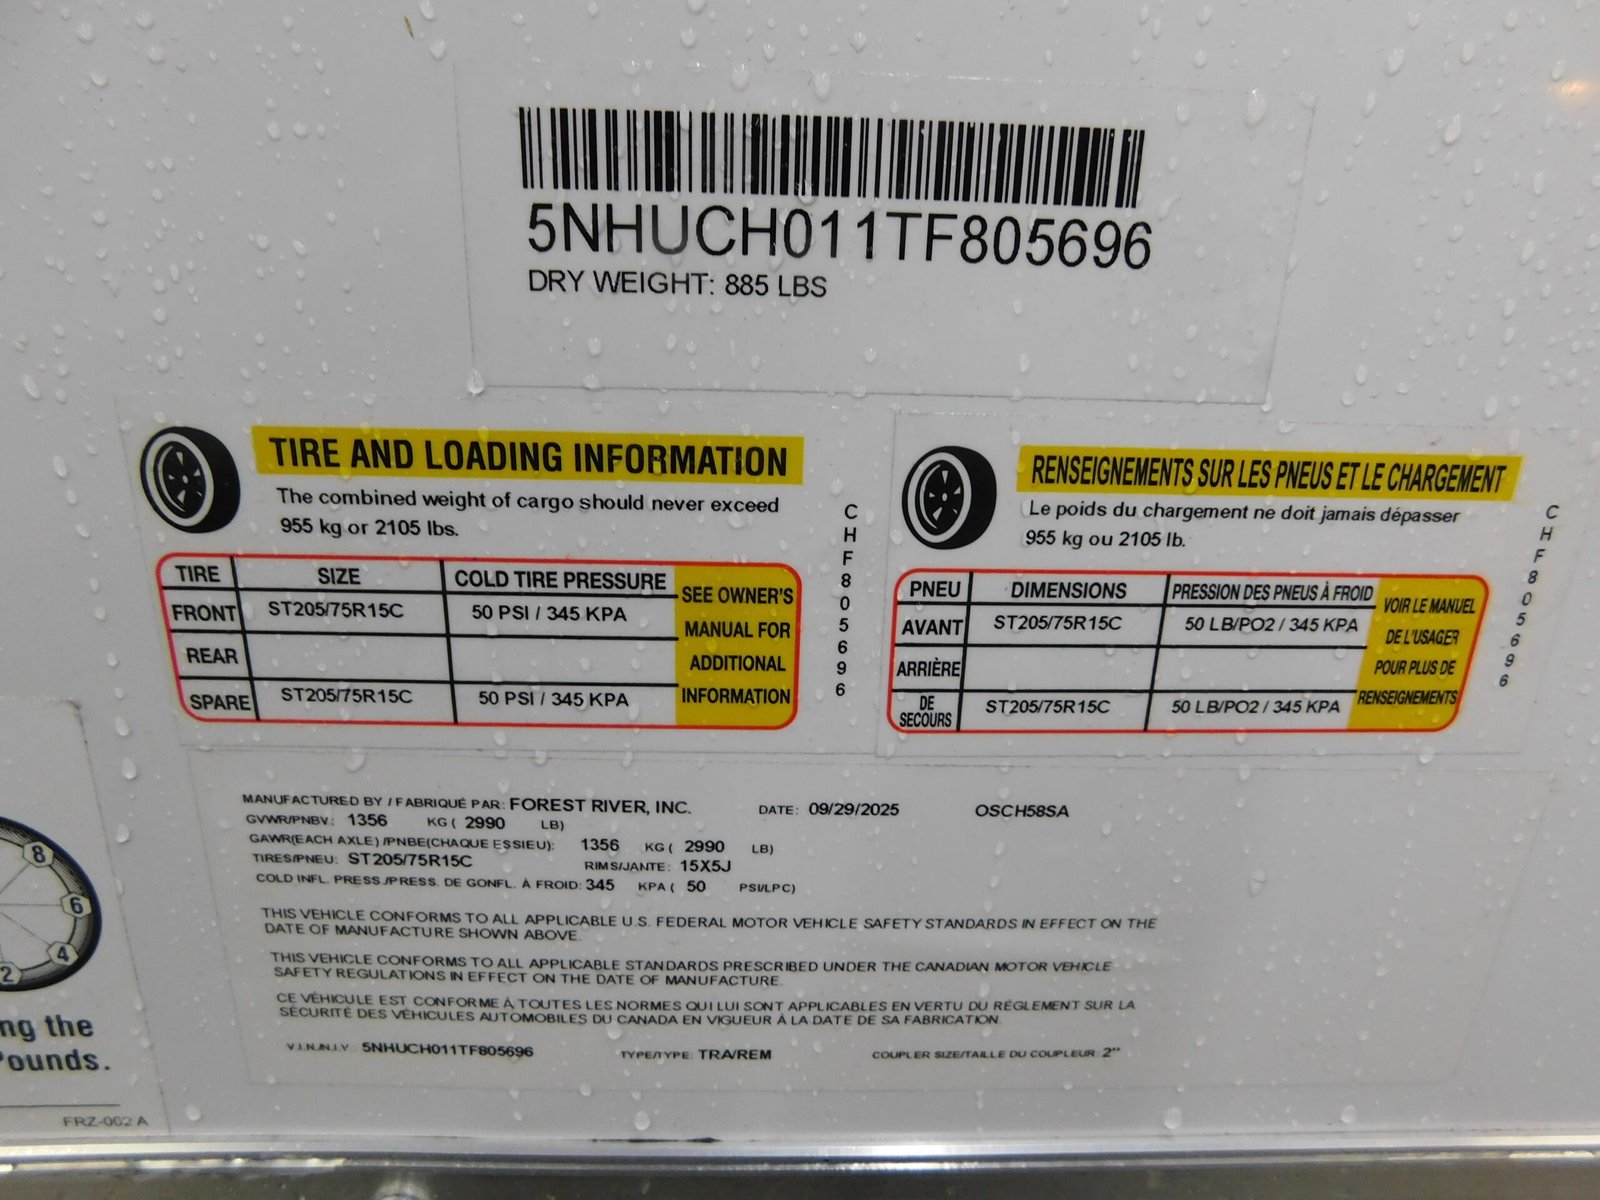 5NHUCH011TF805696
DRY WEIGHT: 885 LBS
TIRE AND LOADING INFORMATION
The combined weight of cargo should never exceed
955 kg or 2105 lbs.
TIRE SIZE COLD TIRE PRESSURE
FRONT ST205/75R15C 50 PSI / 345 KPA
REAR
SPARE ST205/75R15C 50 PSI / 345 KPA
SEE OWNER'S
MANUAL FOR
ADDITIONAL
INFORMATION
CHF805696
RENSEIGNEMENTS SUR LES PNEUS ET LE CHARGEMENT
Le poids du chargement ne doit jamais dépasser
955 kg ou 2105 lb.
PNEU DIMENSIONS PRESSION DES PNEUS À FROID
AVANT ST205/75R15C 50 LB/PO2 / 345 KPA
ARRIÈRE
DE SECOURS ST205/75R15C 50 LB/PO2 / 345 KPA
VOIR LE MANUEL
DE L'USAGER
POUR PLUS DE
RENSEIGNEMENTS
CHF805696
MANUFACTURED BY / FABRIQUÉ PAR: FOREST RIVER, INC. DATE: 09/29/2025 OSCH58SA
GVWR/PNBV: 1356 KG ( 2990 LB)
GAWR(EACH AXLE) /PNBE(CHAQUE ESSIEU): 1356 KG ( 2990 LB)
TIRES/PNEU: ST205/75R15C RIMS/JANTE: 15X5J
COLD INFL. PRESS./PRESS. DE GONFL. À FROID: 345 KPA ( 50 PSI/LPC)
THIS VEHICLE CONFORMS TO ALL APPLICABLE U.S. FEDERAL MOTOR VEHICLE SAFETY STANDARDS IN EFFECT ON THE
DATE OF MANUFACTURE SHOWN ABOVE.
THIS VEHICLE CONFORMS TO ALL APPLICABLE STANDARDS PRESCRIBED UNDER THE CANADIAN MOTOR VEHICLE
SAFETY REGULATIONS IN EFFECT ON THE DATE OF MANUFACTURE.
CE VÉHICULE EST CONFORME À TOUTES LES NORMES QUI LUI SONT APPLICABLES EN VERTU DU RÉGLEMENT SUR LA
SÉCURITÉ DES VÉHICULES AUTOMOBILES DU CANADA EN VIGUEUR À LA DATE DE SA FABRICATION.
V.I.N./N.I.V.: 5NHUCH011TF805696 TYPE/TYPE: TRA/REM COUPLER SIZE/TAILLE DU COUPLEUR: 2"
8
6
4
2
ng the
Pounds.
FRZ-002 A